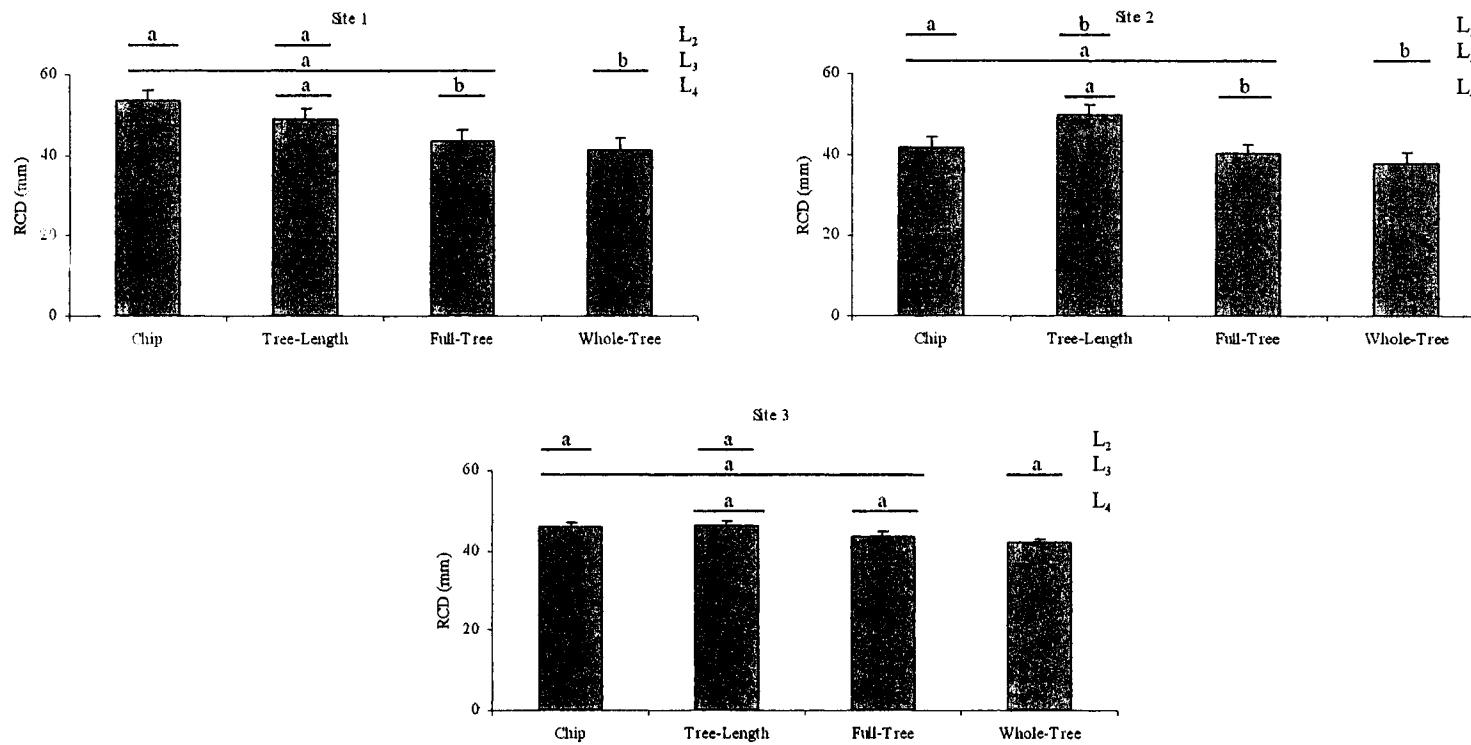 Site 1
a a L₂
a b L₃
a b L₄
60
40
20
0
RCD (mm)
Chip Tree-Length Full-Tree Whole-Tree
Site 2
a b L
a b L
a b L
60
40
20
0
RCD (mm)
Chip Tree-Length Full-Tree Whole-Tree
Site 3
a a L₂
a a L₃
a a L₄
60
40
20
0
RCD (mm)
Chip Tree-Length Full-Tree Whole-Tree